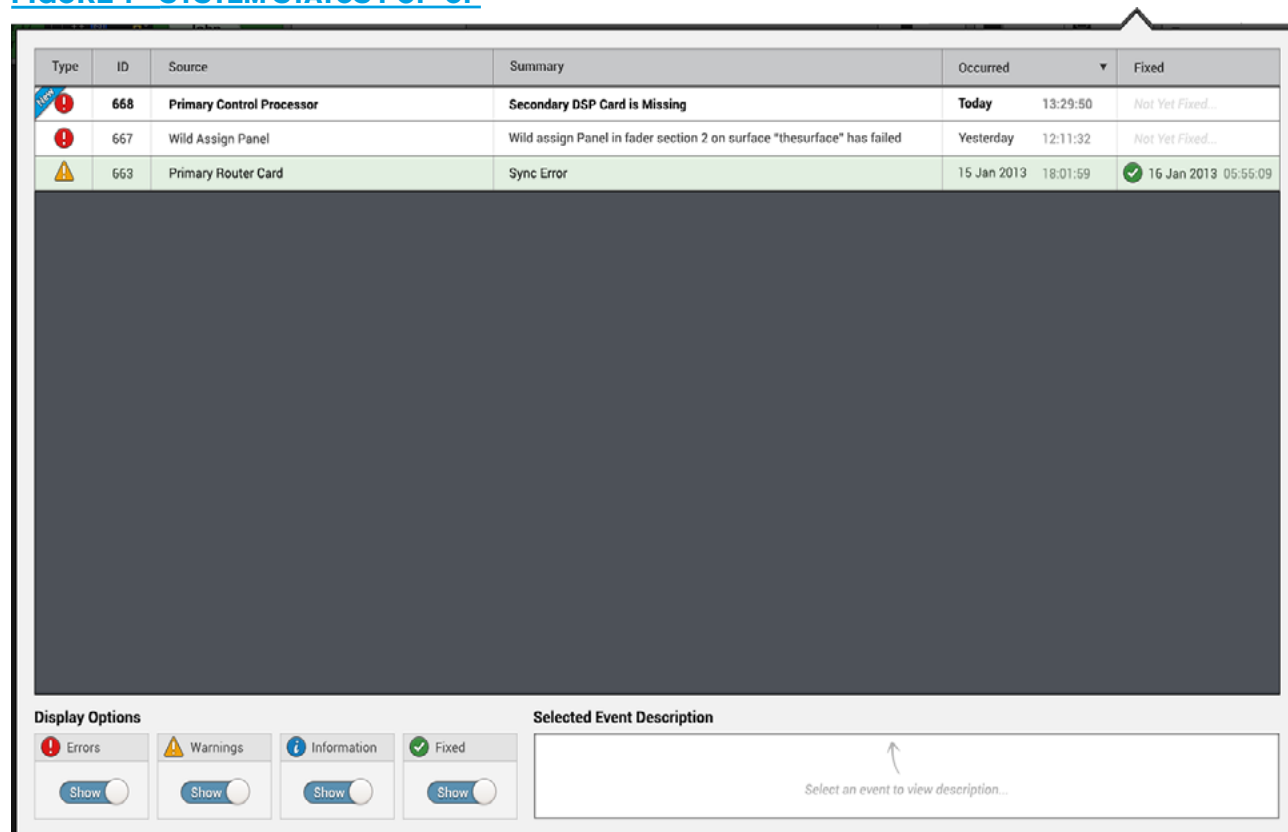 Type ID Source Summary Occurred Fixed
New 668 Primary Control Processor Secondary DSP Card is Missing Today 13:29:50 Not Yet Fixed...
667 Wild Assign Panel Wild assign Panel in fader section 2 on surface "thesurface" has failed Yesterday 12:11:32 Not Yet Fixed...
663 Primary Router Card Sync Error 15 Jan 2013 18:01:59 16 Jan 2013 05:55:09
Display Options Selected Event Description
Errors Warnings Information Fixed
Show Show Show Show Select an event to view description...